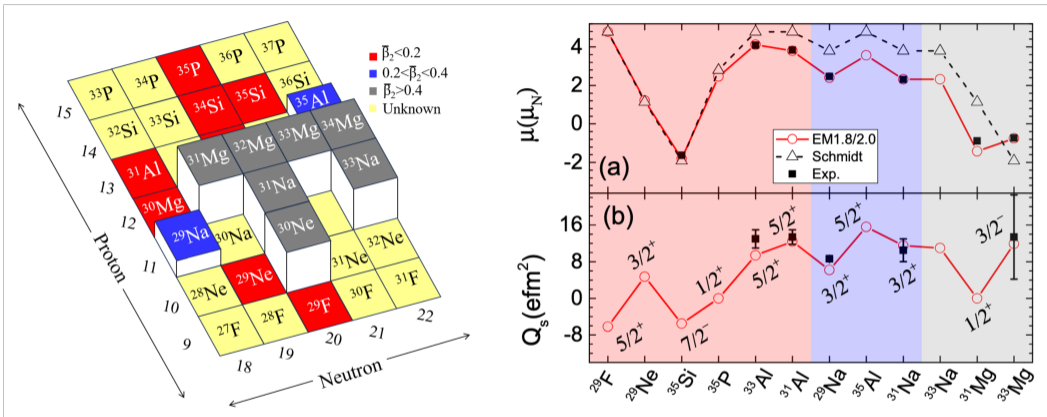 β̅₂<0.2
0.2<β̅₂<0.4
β̅₂>0.4
Unknown
³³P ³⁴P ³⁵P ³⁶P ³⁷P
³²Si ³³Si ³⁴Si ³⁵Si ³⁶Si
³¹Al ³⁵Al
³⁰Mg ³¹Mg ³²Mg ³³Mg ³⁴Mg
²⁹Na ³⁰Na ³¹Na ³³Na
²⁸Ne ²⁹Ne ³⁰Ne ³¹Ne ³²Ne
²⁷F ²⁸F ²⁹F ³⁰F ³¹F
15
14
13
12
11
10
9
18 19 20 21 22
Proton
Neutron
μ(μ_N)
4
2
0
-2
(a)
EM1.8/2.0
Schmidt
Exp.
Qₛ(efm²)
16
8
0
-8
(b)
5/2⁺
3/2⁺
7/2⁻
1/2⁺
5/2⁺
5/2⁺
3/2⁺
5/2⁺
3/2⁺
1/2⁺
3/2⁻
²⁹F ²⁹Ne ³⁵Si ³⁵P ³³Al ³¹Al ²⁹Na ³⁵Al ³¹Na ³³Na ³¹Mg ³³Mg